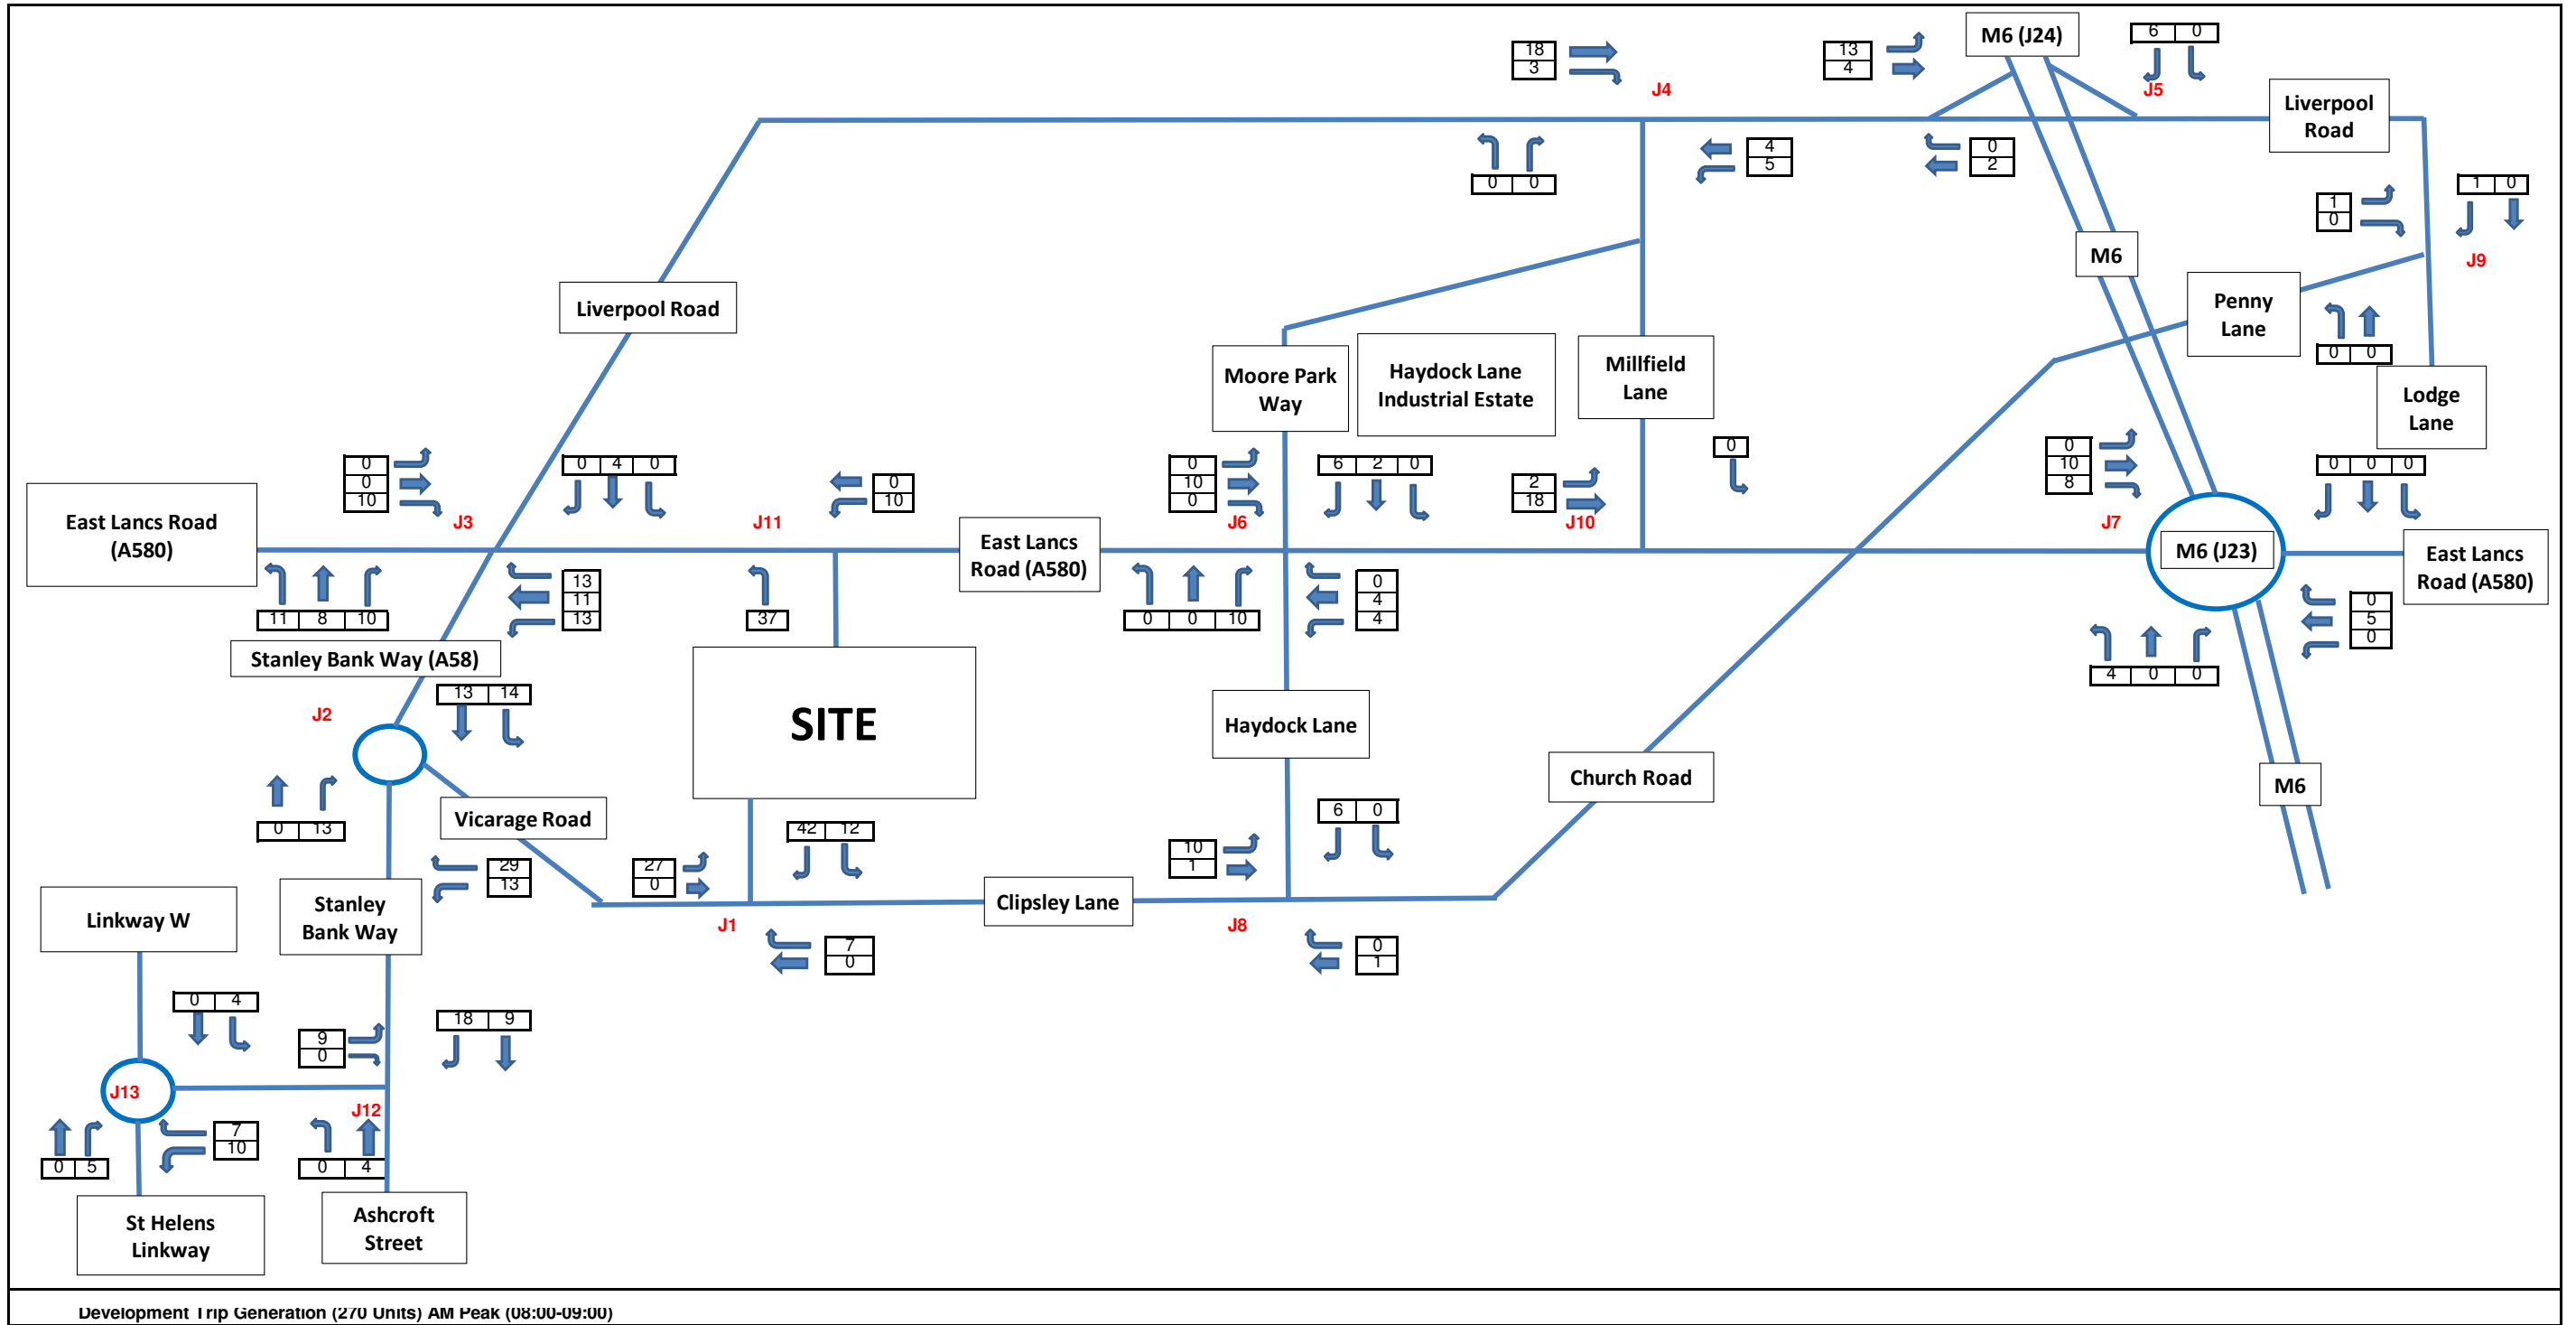 M6 (J24)
6 0
18
3
13
4
J4
J5
Liverpool
Road
0 0
4
5
0
2
1
0
1 0
J9
M6
Penny
Lane
0 0
Liverpool Road
Moore Park
Way
Haydock Lane
Industrial Estate
Millfield
Lane
Lodge
Lane
0
0
10
0 4 0
0
10
0
10
0
6 2 0
2
18
0
0
10
8
0 0 0
East Lancs Road
(A580)
J3
J11
J6
J10
J7
East Lancs
Road (A580)
M6 (J23)
East Lancs
Road (A580)
11 8 10
13
11
13
37
0 0 10
0
4
4
0
5
0
4 0 0
Stanley Bank Way (A58)
13 14
J2
SITE
Haydock Lane
Church Road
M6
0 13
Vicarage Road
42 12
6 0
29
13
27
0
10
1
Linkway W
Stanley
Bank Way
Clipsley Lane
J1
J8
7
0
0
1
0 4
9
0
18 9
J13
J12
0 5
7
10
0 4
St Helens
Linkway
Ashcroft
Street
Development Trip Generation (270 Units) AM Peak (08:00-09:00)